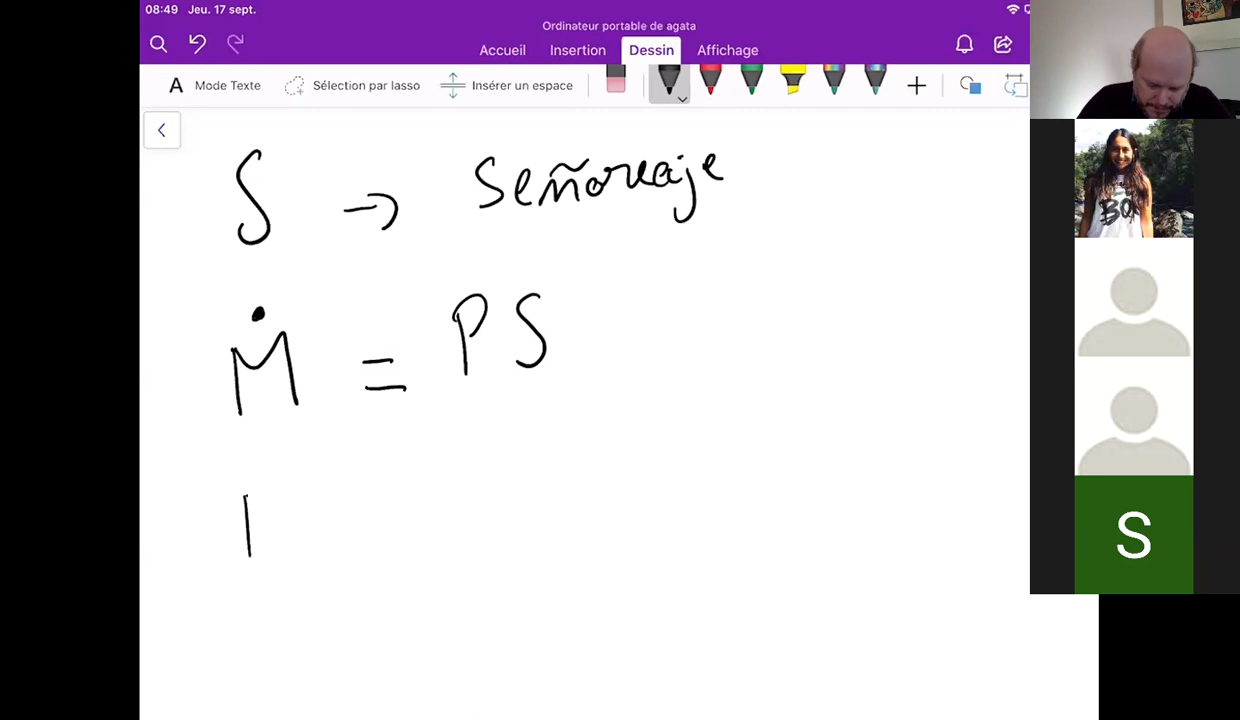 08:49 Jeu. 17 sept.
Ordinateur portable de agata
Accueil Insertion Dessin Affichage
A Mode Texte Sélection par lasso Insérer un espace
S → Señoreaje
Ṁ = PS
S